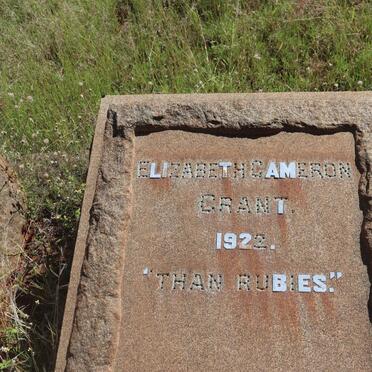 ELIZABETH CAMERON
GRANT.
1922.
"THAN RUBIES."